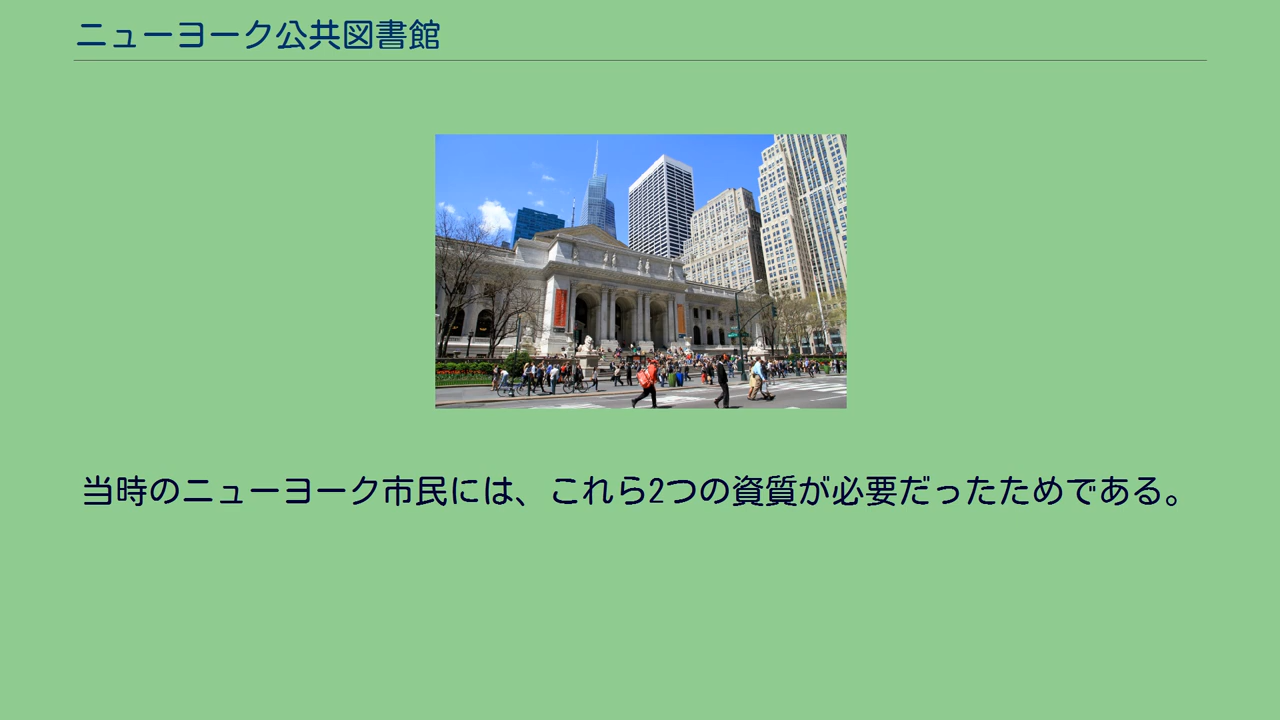 ニューヨーク公共図書館
当時のニューヨーク市民には、これら2つの資質が必要だったためである。